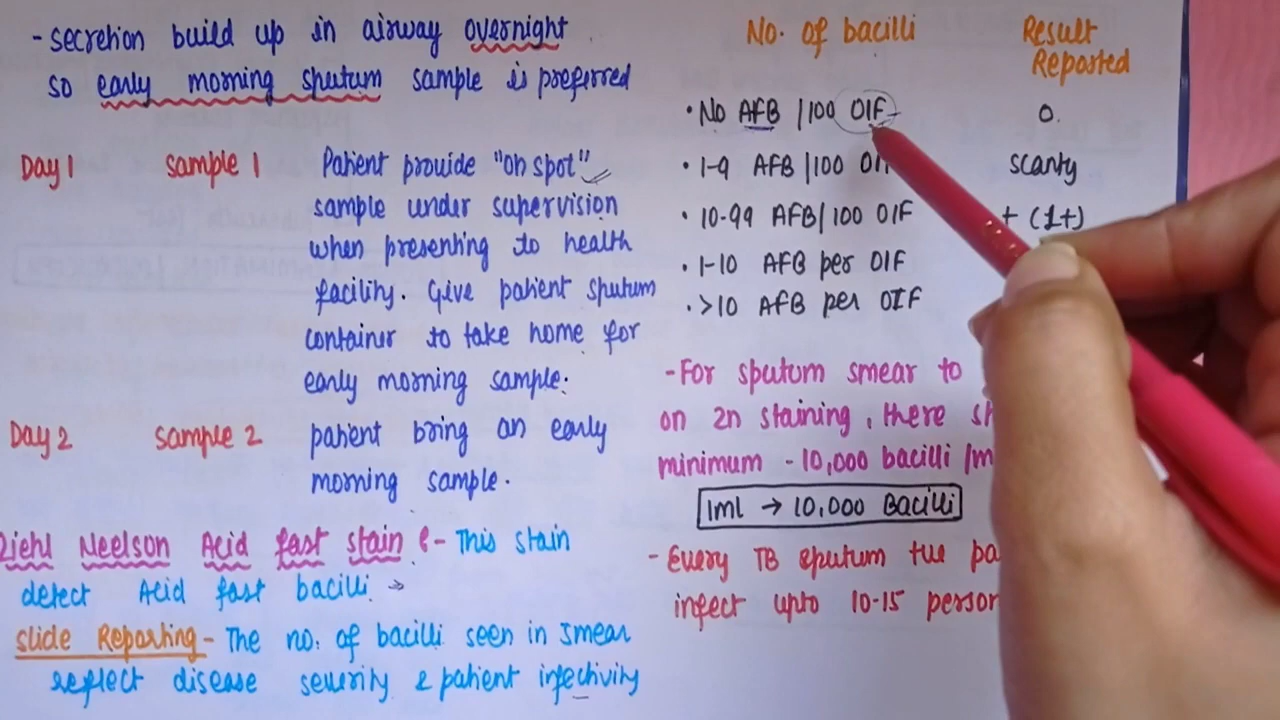 - secretion build up in airway overnight
so early morning sputum sample is preferred
Day 1 sample 1 Patient provide "on spot"
sample under supervision
when presenting to health
facility. Give patient sputum
container to take home for
early morning sample.
Day 2 sample 2 patient bring an early
morning sample.
Ziehl Neelson Acid fast stain :- This stain
detect Acid fast bacilli
slide Reporting - The no: of bacilli seen in smear
reflect disease severity & patient infectivity
No. of bacilli Result
Reported
• No AFB /100 OIF 0.
• 1-9 AFB /100 scanty
• 10-99 AFB/ 100 OIF + (1+)
• 1-10 AFB per OIF
• >10 AFB per OIF
- For sputum smear to
on zn staining, there
minimum - 10,000 bacilli
1ml → 10,000 Bacilli
- Every TB sputum +ve
infect upto 10-15